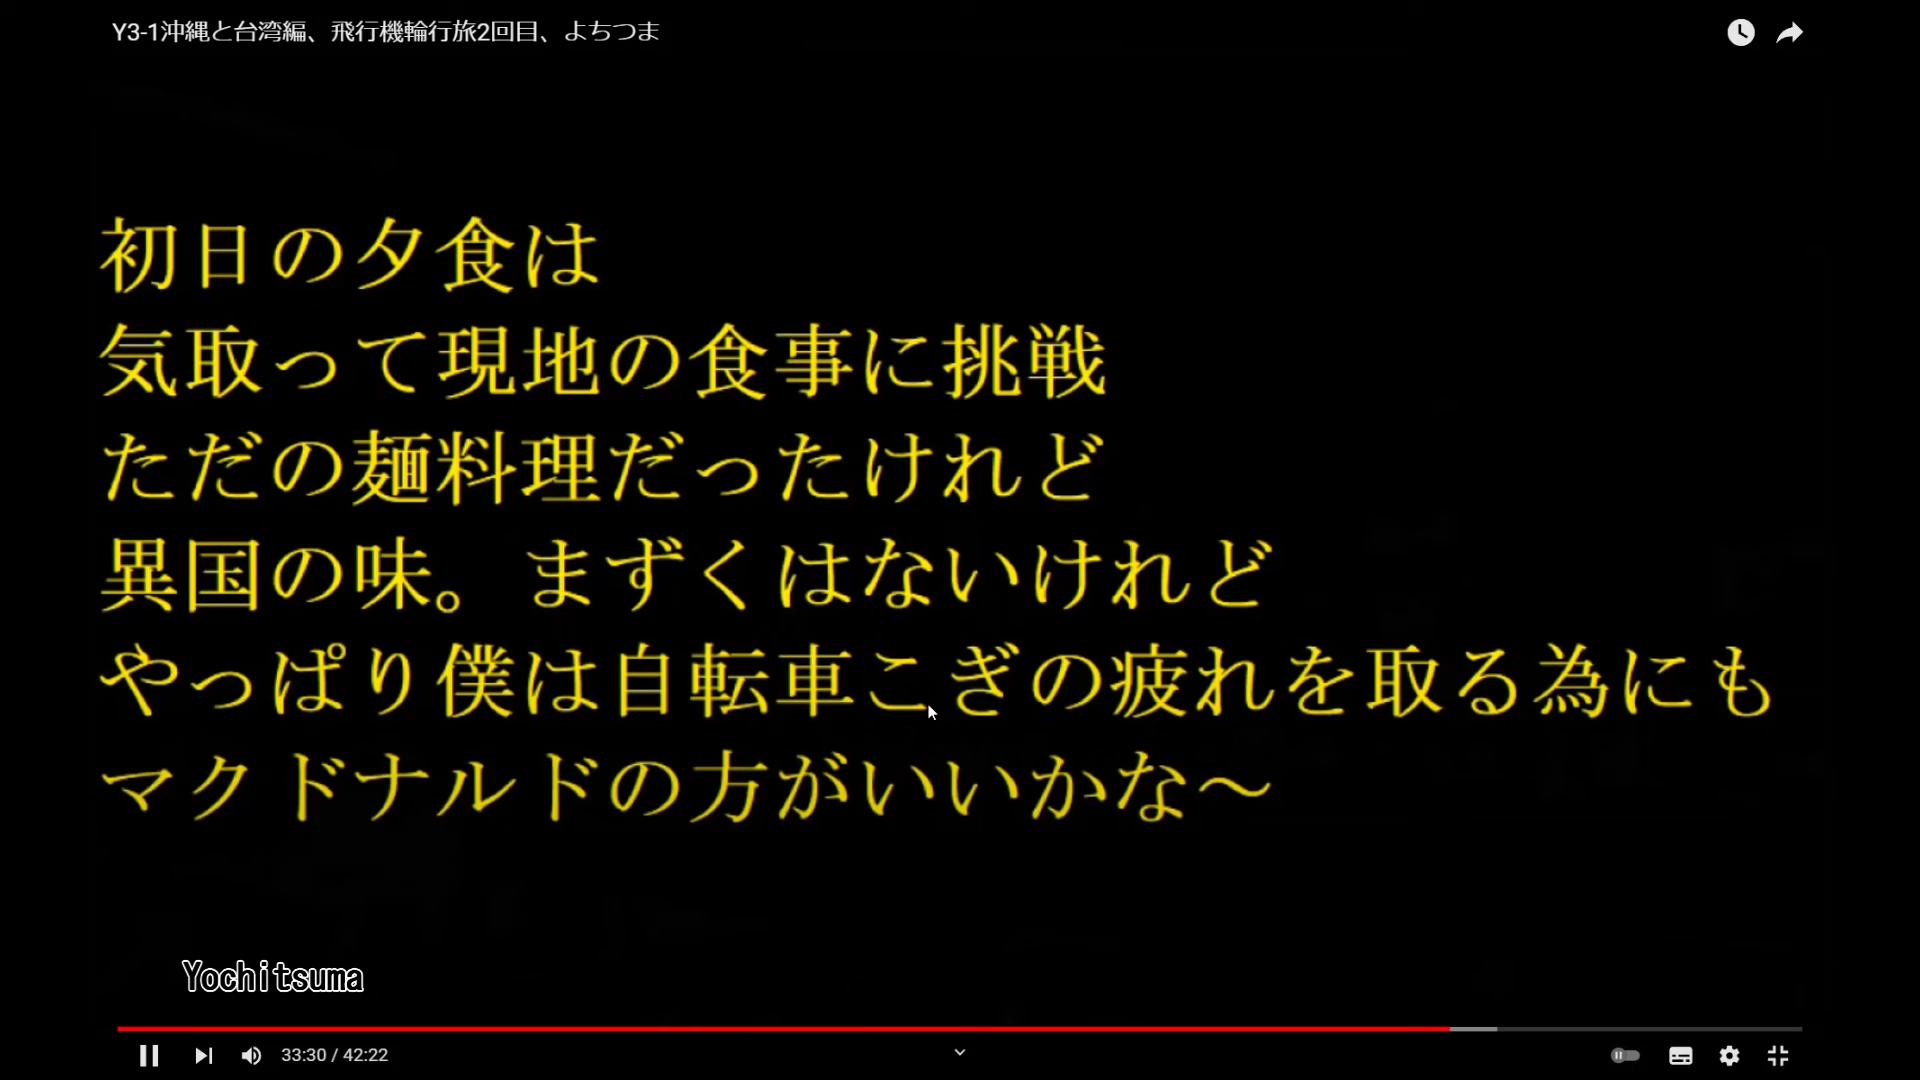 Y3-1沖縄と台湾編、飛行機輪行旅2回目、よちつま
初日の夕食は
気取って現地の食事に挑戦
ただの麺料理だったけれど
異国の味。まずくはないけれど
やっぱり僕は自転車こぎの疲れを取る為にも
マクドナルドの方がいいかな～
Yochitsuma
33:30 / 42:22